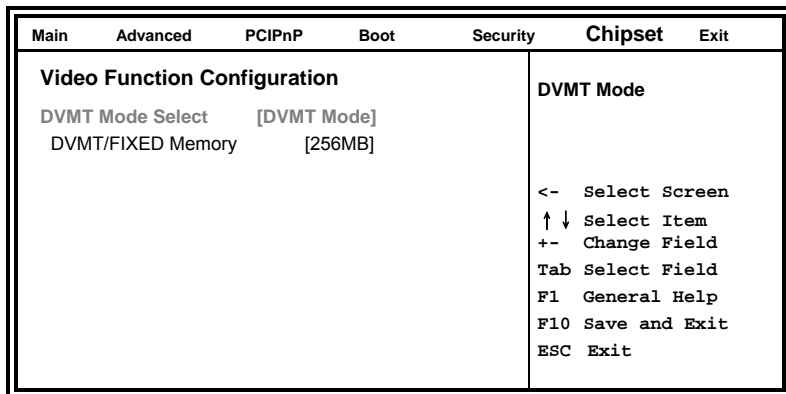 Main Advanced PCIPnP Boot Security Chipset Exit
Video Function Configuration
DVMT Mode Select [DVMT Mode]
DVMT/FIXED Memory [256MB]
DVMT Mode
<- Select Screen
↑↓ Select Item
+- Change Field
Tab Select Field
F1 General Help
F10 Save and Exit
ESC Exit